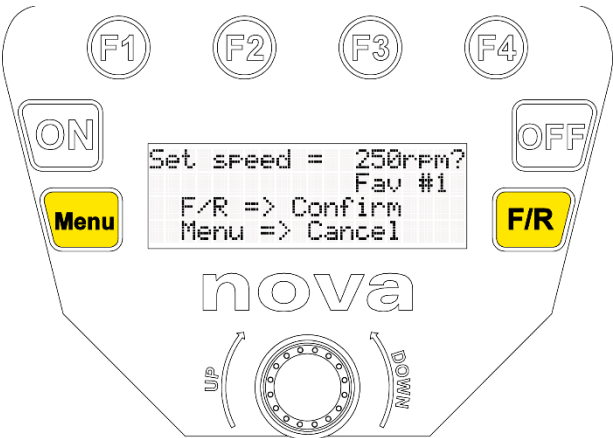 F1 F2 F3 F4
ON OFF
Set speed = 250rpm?
Fav #1
F/R => Confirm
Menu => Cancel
Menu F/R
nova
UP DOWN